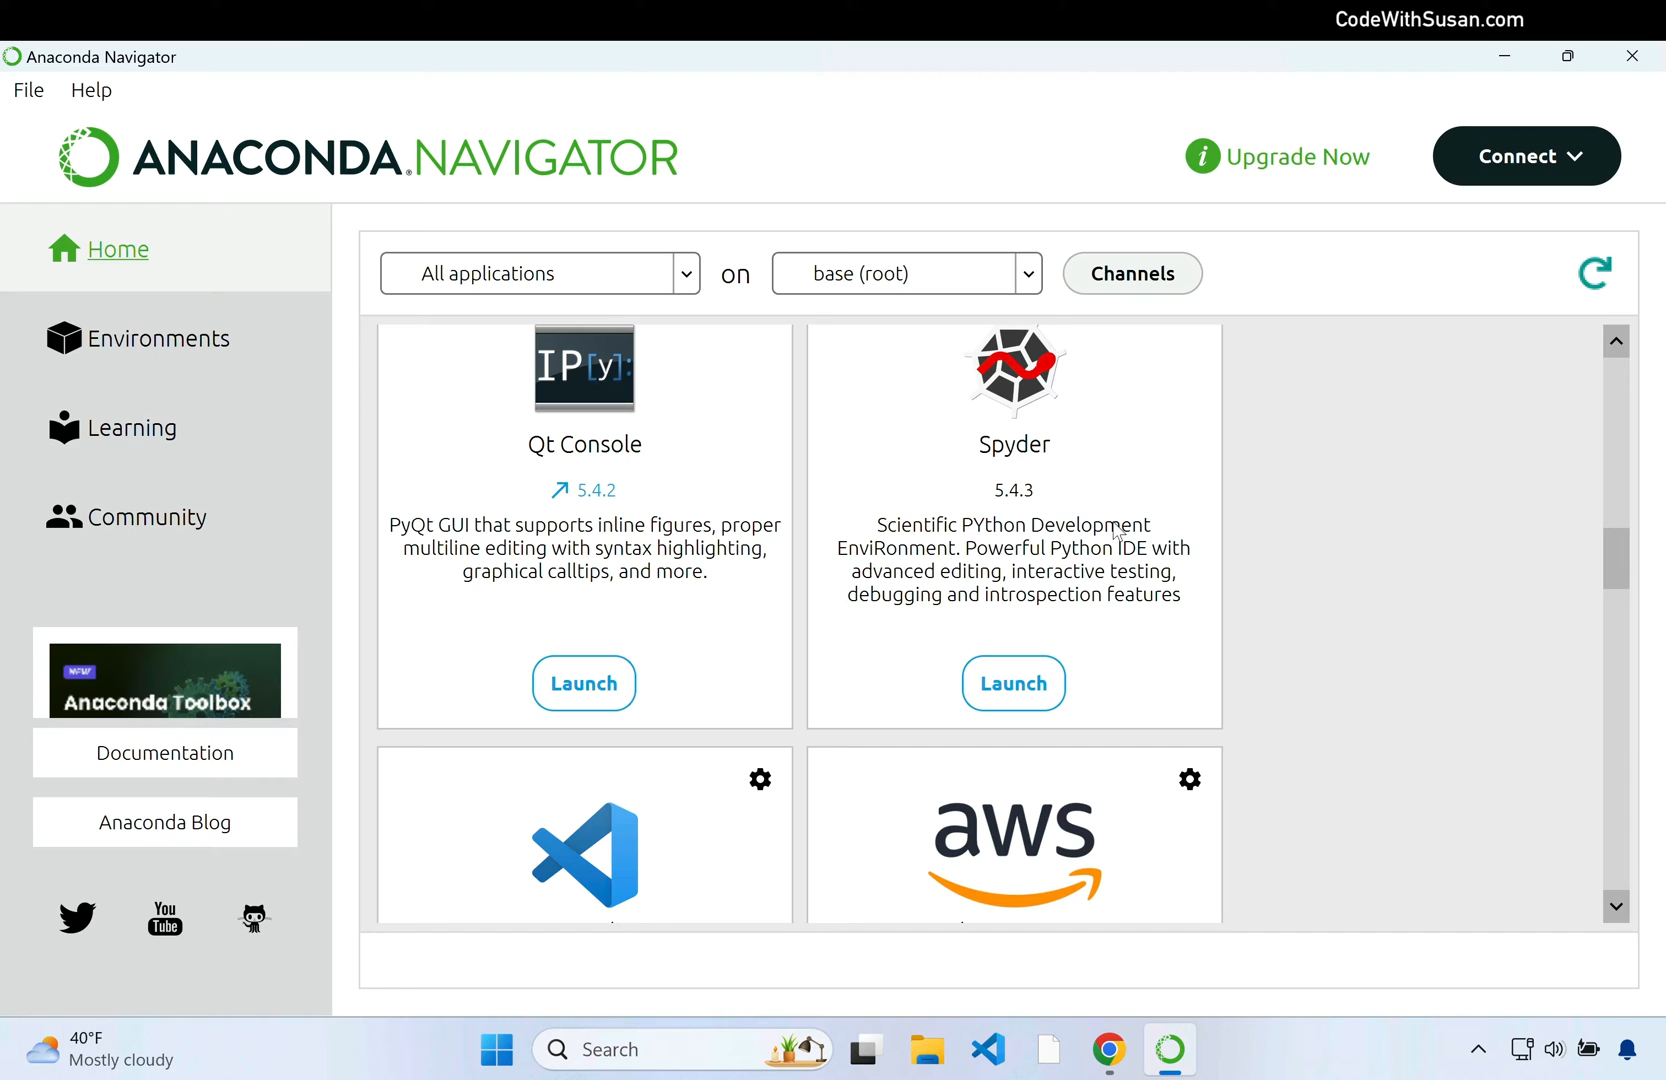 CodeWithSusan.com
Anaconda Navigator
File Help
ANACONDA.NAVIGATOR
i Upgrade Now
Connect
Home
All applications on base (root) Channels
Environments
Learning
Community
IP[y]:
Qt Console
5.4.2
PyQt GUI that supports inline figures, proper
multiline editing with syntax highlighting,
graphical calltips, and more.
Launch
Spyder
5.4.3
Scientific PYthon Development
EnviRonment. Powerful Python IDE with
advanced editing, interactive testing,
debugging and introspection features
Launch
aws
NEW
Anaconda Toolbox
Documentation
Anaconda Blog
You
Tube
40°F
Mostly cloudy
Search